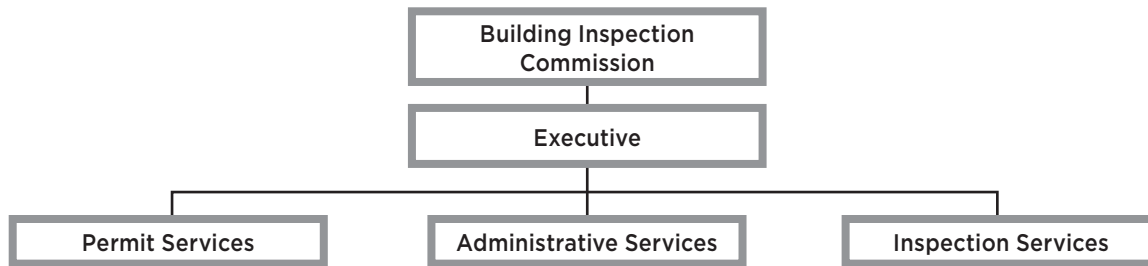 Building Inspection
Commission
Executive
Permit Services
Administrative Services
Inspection Services